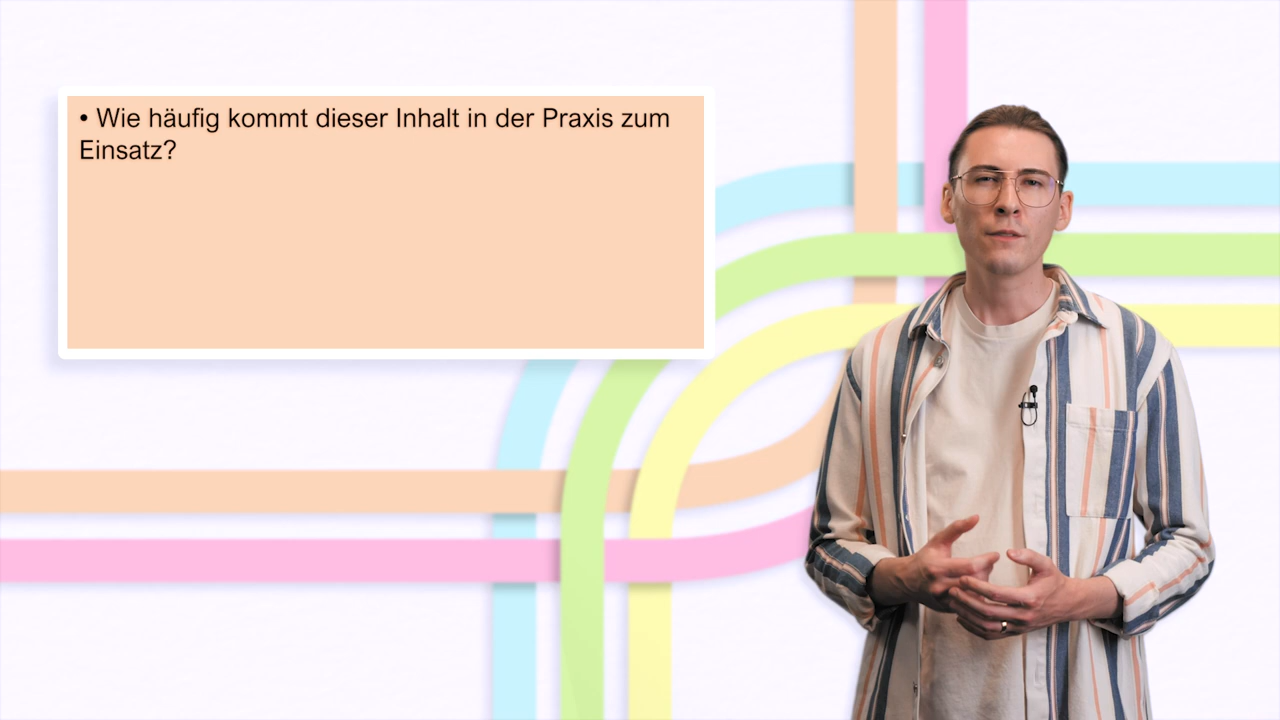 • Wie häufig kommt dieser Inhalt in der Praxis zum
Einsatz?